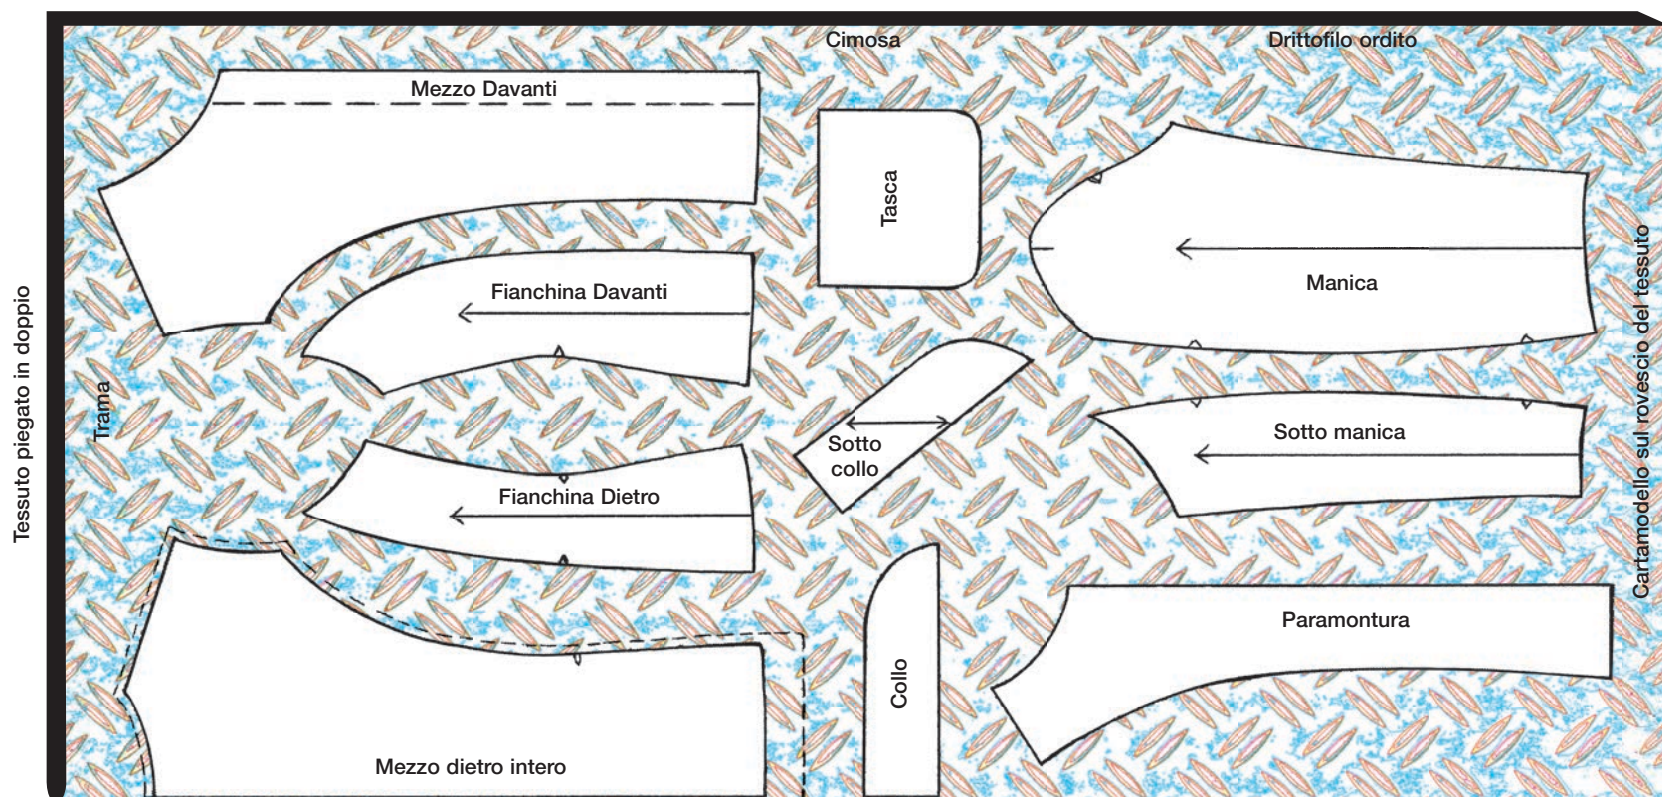 Cimosa
Drittofilo ordito
Mezzo Davanti
Tasca
Fianchina Davanti
Manica
Tessuto piegato in doppio
Trama
Cartamodello sul rovescio del tessuto
Sotto
collo
Sotto manica
Fianchina Dietro
Paramontura
Collo
Mezzo dietro intero